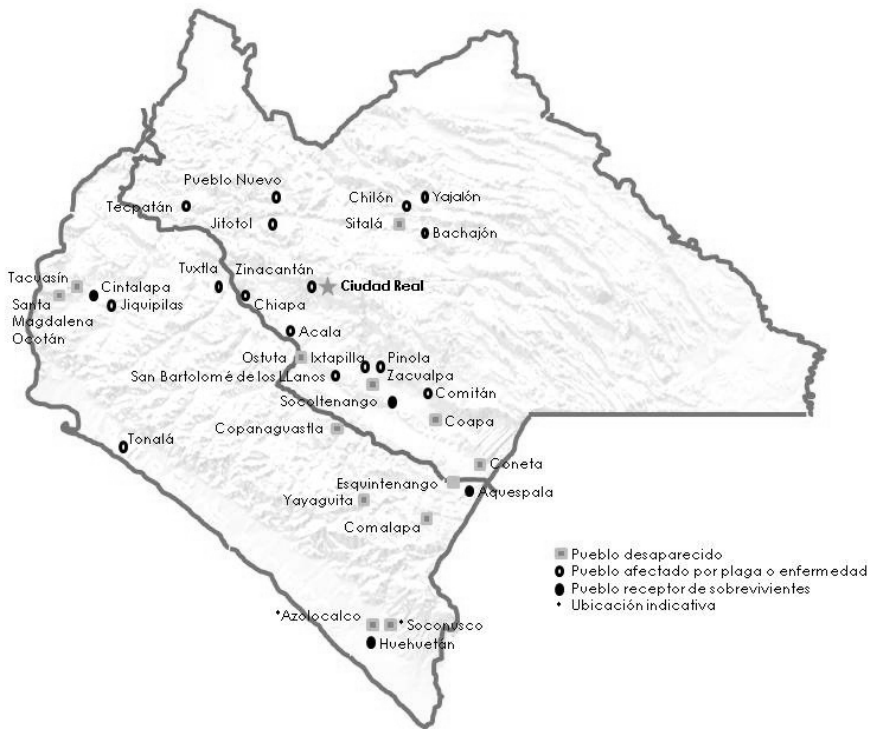 Pueblo Nuevo
Chilón
Yajalón
Tecpatán
Jitotol
Sitalá
Bachajón
Tuxtla
Zinacantán
Tacuasín
Cintalapa
Ciudad Real
Santa
Magdalena
Ocotán
Jiquipilas
Chiapa
Acala
Ostuta
Ixtapilla
Pinola
San Bartolomé de los LLanos
Zacualpa
Comitán
Socoltenango
Copanaguastla
Coapa
Tonalá
Coneta
Esquintenango
Aquespala
Yayaguita
Comalapa
Pueblo desaparecido
Pueblo afectado por plaga o enfermedad
Pueblo receptor de sobrevivientes
Ubicación indicativa
Azolocalco
Soconusco
Huehuetán